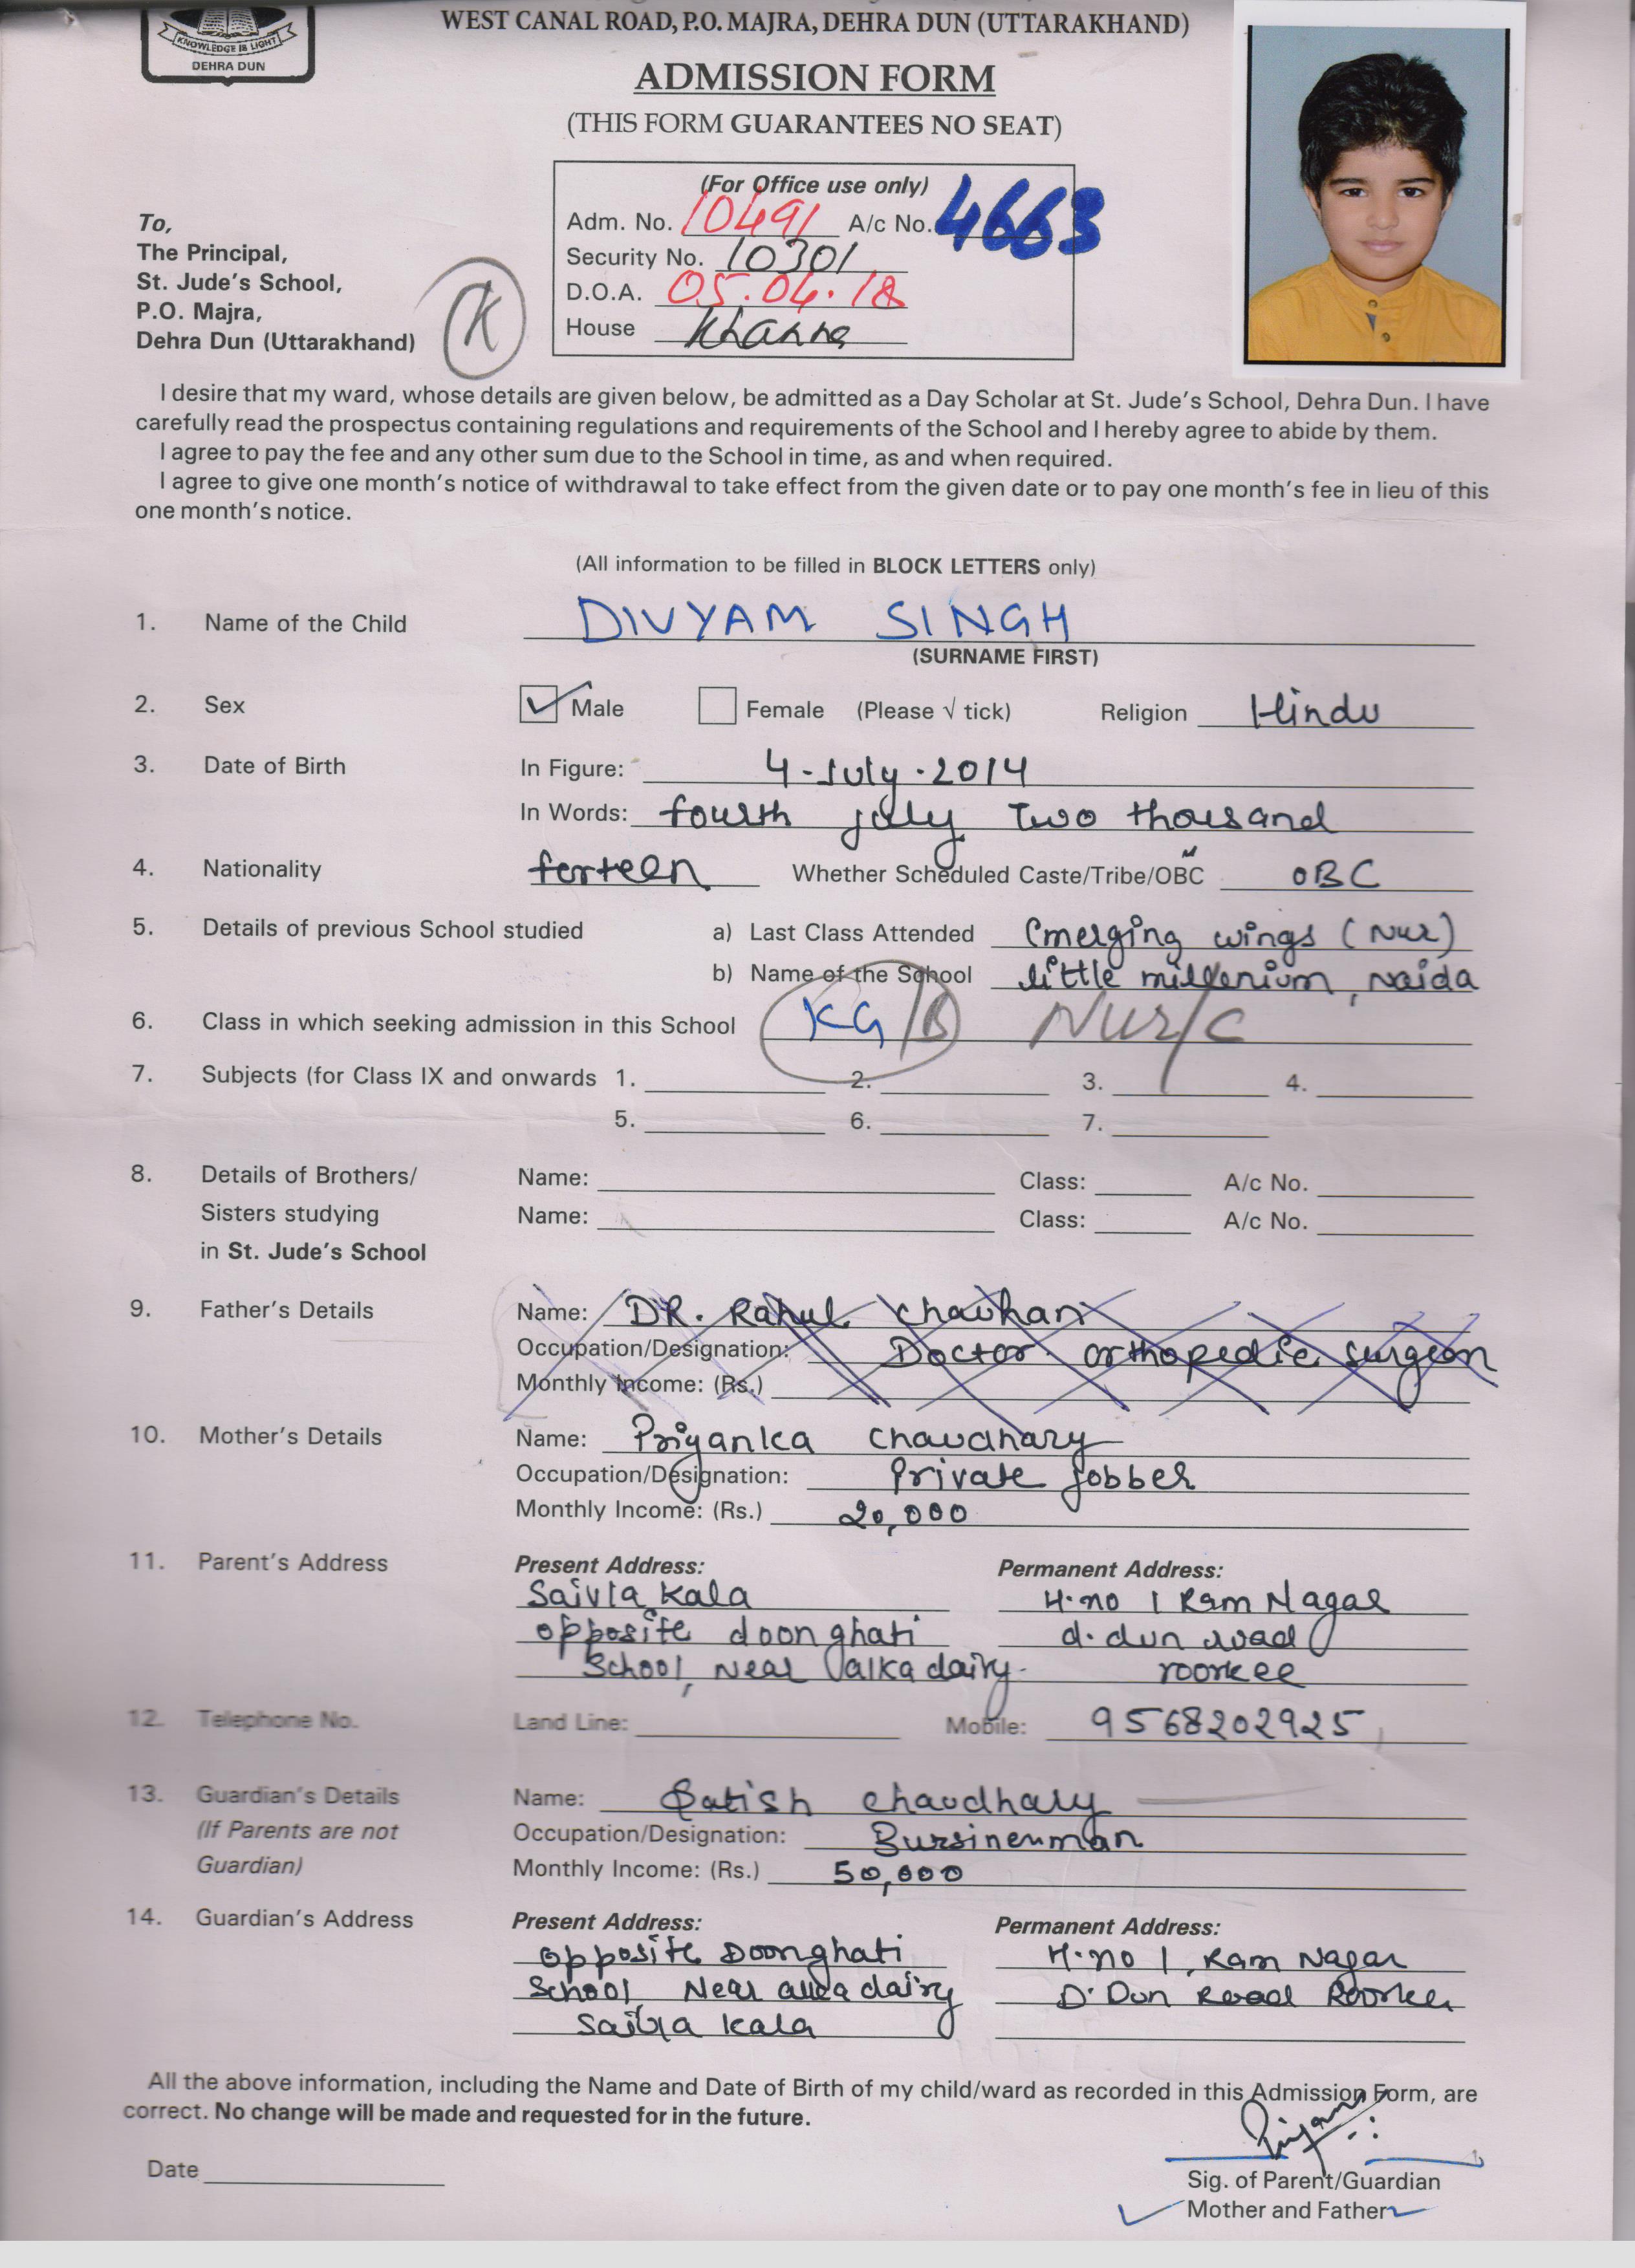 KNOWLEDGE IS LIGHT
DEHRA DUN
WEST CANAL ROAD, P.O. MAJRA, DEHRA DUN (UTTARAKHAND)
ADMISSION FORM
(THIS FORM GUARANTEES NO SEAT)
(For Office use only)
Adm. No. 10491 A/c No. 4663
Security No. 10301
D.O.A. 05.04.18
House Khanna
To,
The Principal,
St. Jude's School,
P.O. Majra,
Dehra Dun (Uttarakhand)
K
I desire that my ward, whose details are given below, be admitted as a Day Scholar at St. Jude's School, Dehra Dun. I have
carefully read the prospectus containing regulations and requirements of the School and I hereby agree to abide by them.
I agree to pay the fee and any other sum due to the School in time, as and when required.
I agree to give one month's notice of withdrawal to take effect from the given date or to pay one month's fee in lieu of this
one month's notice.
(All information to be filled in BLOCK LETTERS only)
1. Name of the Child DIVYAM SINGH
(SURNAME FIRST)
2. Sex ✓ Male Female (Please √ tick) Religion Hindu
3. Date of Birth In Figure: 4-July-2014
In Words: fourth july Two thousand
4. Nationality forteen Whether Scheduled Caste/Tribe/OBC OBC
5. Details of previous School studied a) Last Class Attended Emerging wings (Nur)
b) Name of the School little millenium, Noida
6. Class in which seeking admission in this School KG/B Nur/C
7. Subjects (for Class IX and onwards 1. 2. 3. 4.
5. 6. 7.
8. Details of Brothers/ Name: Class: A/c No.
Sisters studying Name: Class: A/c No.
in St. Jude's School
9. Father's Details Name: DR. Rahul Chauhan
Occupation/Designation: Doctor orthopedic surgeon
Monthly Income: (Rs.)
10. Mother's Details Name: Priyanka Chaudhary
Occupation/Designation: Private jobber
Monthly Income: (Rs.) 20,000
11. Parent's Address Present Address: Permanent Address:
Saivla Kala H.no 1 Ram Nagar
opposite doonghati d.dun road
School, Near alka dairy. roorkee
12. Telephone No. Land Line: Mobile: 9568202925
13. Guardian's Details Name: Satish Chaudhary
(If Parents are not Occupation/Designation: Bursinenman
Guardian) Monthly Income: (Rs.) 50,000
14. Guardian's Address Present Address: Permanent Address:
opposite Doonghati H.no 1, Ram Nagar
School Near alka dairy D.Dun Road Roorkee
Saivla Kala
All the above information, including the Name and Date of Birth of my child/ward as recorded in this Admission Form, are
correct. No change will be made and requested for in the future.
Priyanka
Date
Sig. of Parent/Guardian
✓ Mother and Father